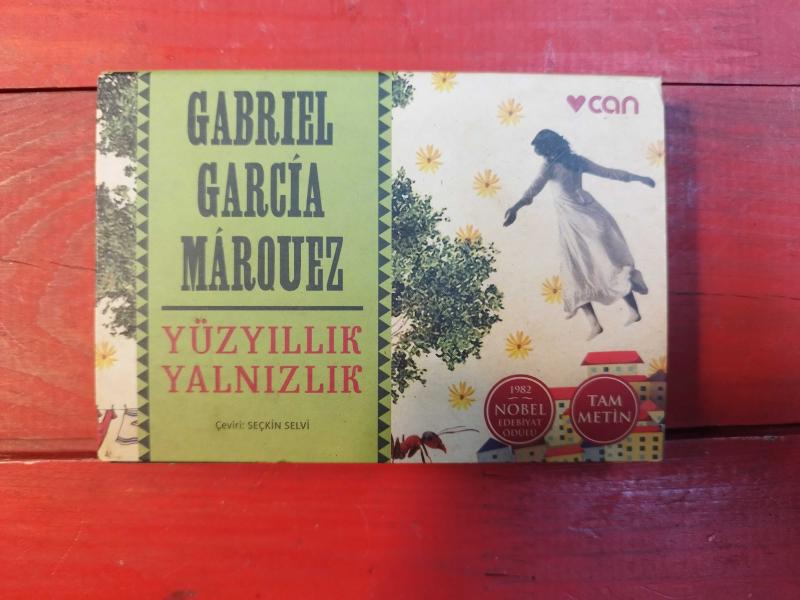 GABRIEL
GARCÍA
MÁRQUEZ
YÜZYILLIK
YALNIZLIK
Çeviri: SEÇKİN SELVİ
can
1982
NOBEL
EDEBİYAT
ÖDÜLÜ
TAM
METİN